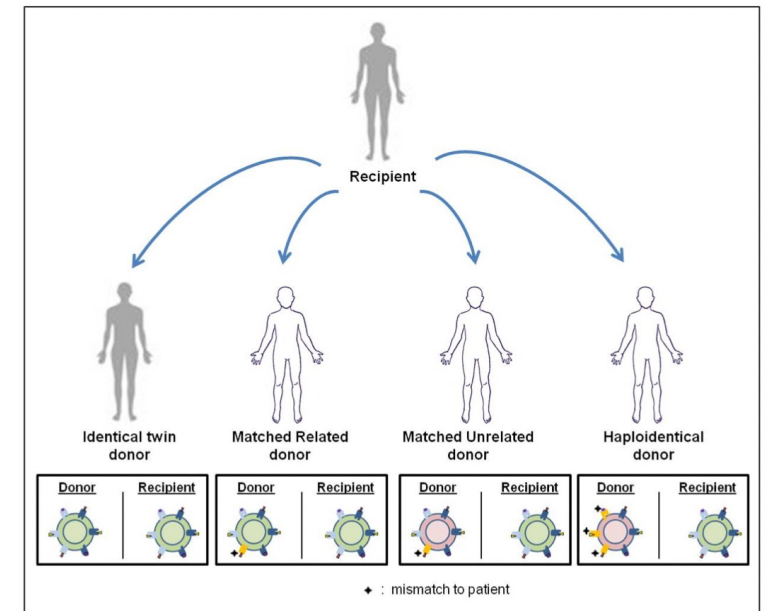 Recipient
Identical twin
donor
Matched Related
donor
Matched Unrelated
donor
Haploidentical
donor
Donor Recipient
Donor Recipient
Donor Recipient
Donor Recipient
✦ : mismatch to patient